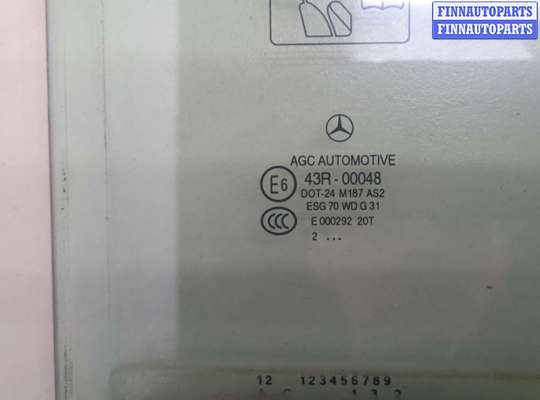 FINNAUTOPARTS
FINNAUTOPARTS
AGC AUTOMOTIVE
E6 43R - 00048
DOT-24 M187 AS2
ESG 70 WD G 31
CCC E 000292 20T
2 ...
12 123456789